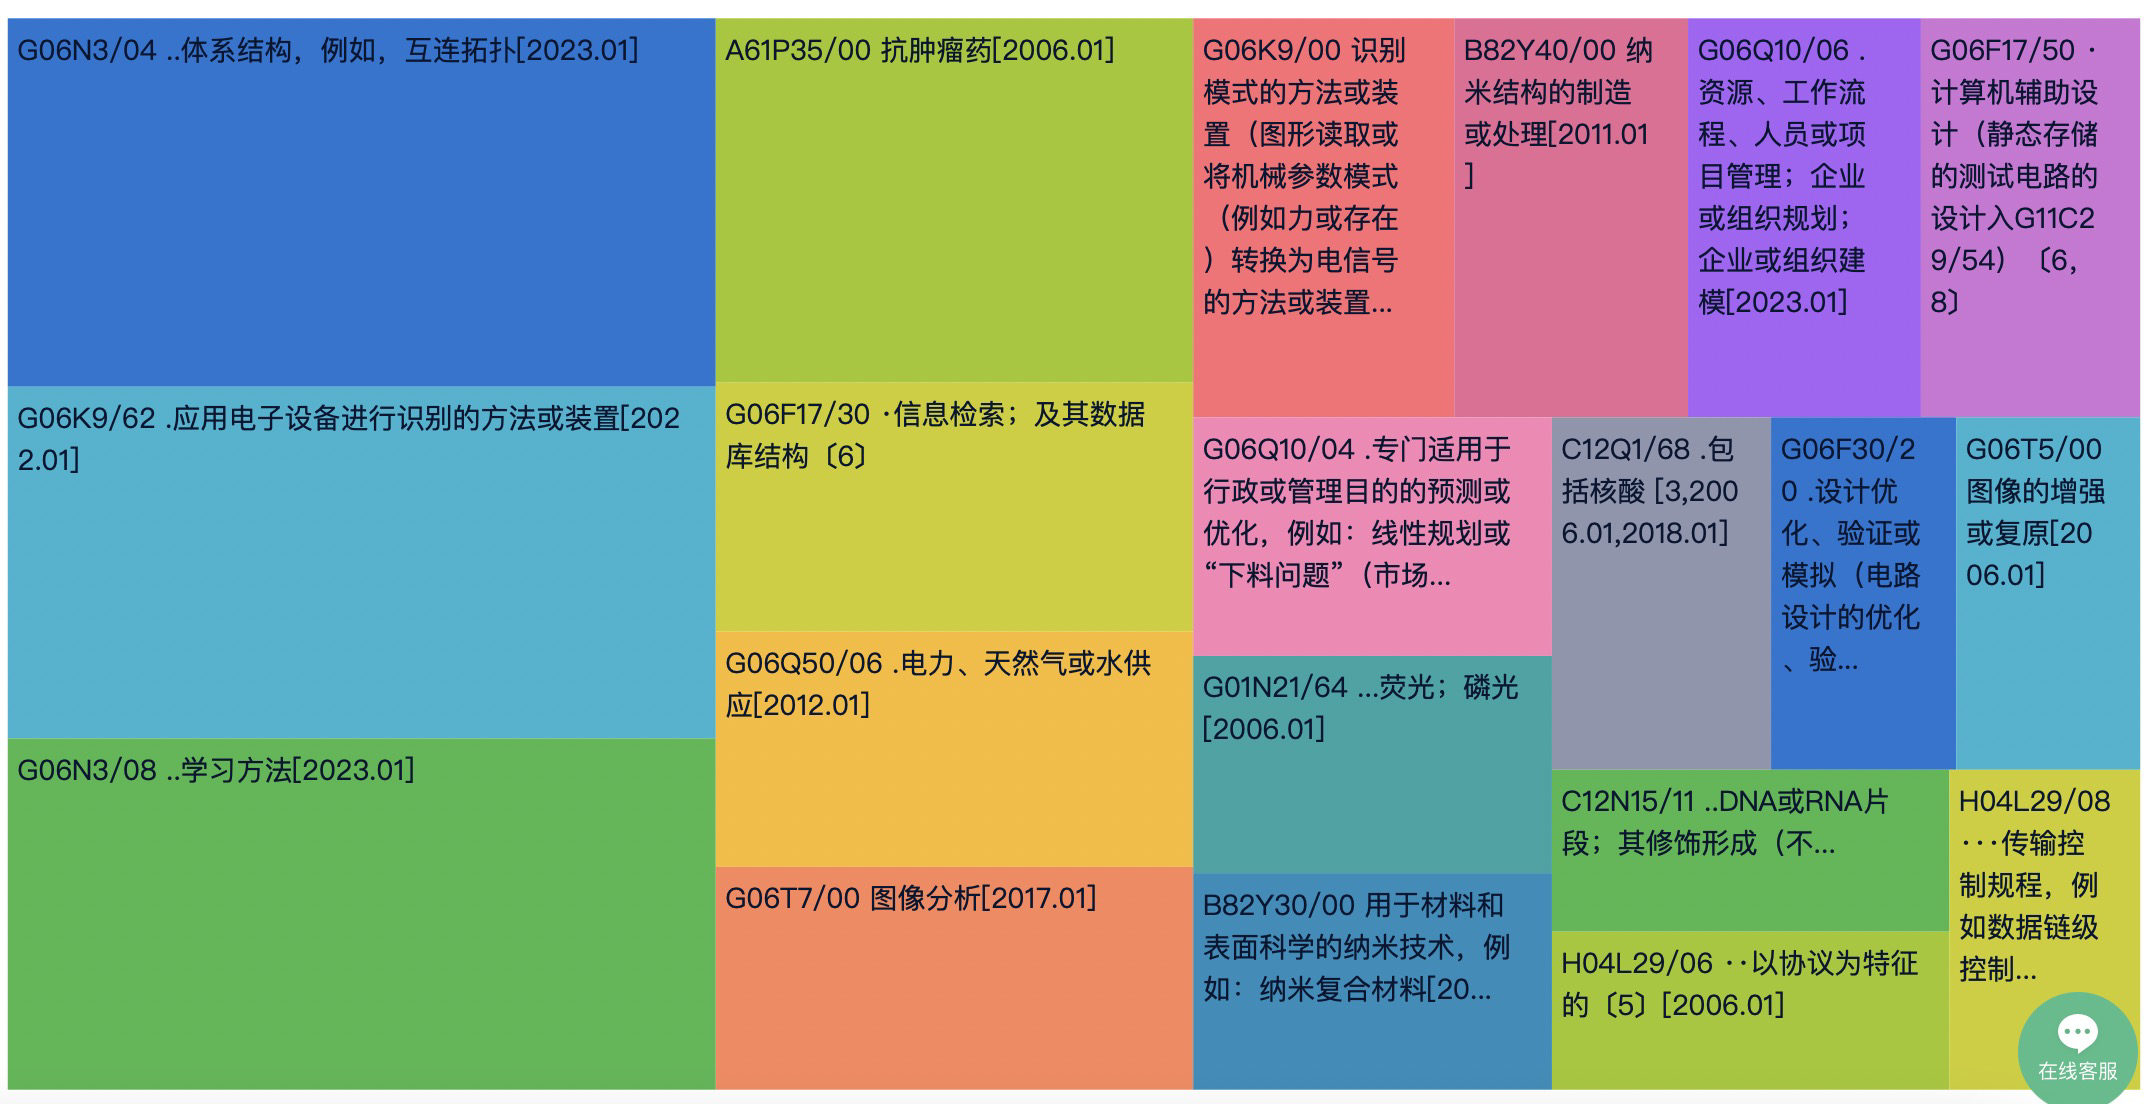 G06N3/04 ..体系结构，例如，互连拓扑[2023.01]
G06K9/62 .应用电子设备进行识别的方法或装置[202
2.01]
G06N3/08 ..学习方法[2023.01]
A61P35/00 抗肿瘤药[2006.01]
G06F17/30 ·信息检索；及其数据
库结构〔6〕
G06Q50/06 .电力、天然气或水供
应[2012.01]
G06T7/00 图像分析[2017.01]
G06K9/00 识别
模式的方法或装
置（图形读取或
将机械参数模式
（例如力或存在
）转换为电信号
的方法或装置...
B82Y40/00 纳
米结构的制造
或处理[2011.01
]
G06Q10/06 .
资源、工作流
程、人员或项
目管理；企业
或组织规划；
企业或组织建
模[2023.01]
G06F17/50 ·
计算机辅助设
计（静态存储
的测试电路的
设计入G11C2
9/54）〔6，
8〕
G06Q10/04 .专门适用于
行政或管理目的的预测或
优化，例如：线性规划或
“下料问题”（市场...
G01N21/64 ...荧光；磷光
[2006.01]
B82Y30/00 用于材料和
表面科学的纳米技术，例
如：纳米复合材料[20...
C12Q1/68 .包
括核酸 [3,200
6.01,2018.01]
G06F30/2
0 .设计优
化、验证或
模拟（电路
设计的优化
、验...
G06T5/00
图像的增强
或复原[20
06.01]
C12N15/11 ..DNA或RNA片
段；其修饰形成（不...
H04L29/06 ··以协议为特征
的〔5〕[2006.01]
H04L29/08
···传输控
制规程，例
如数据链级
控制...
在线客服